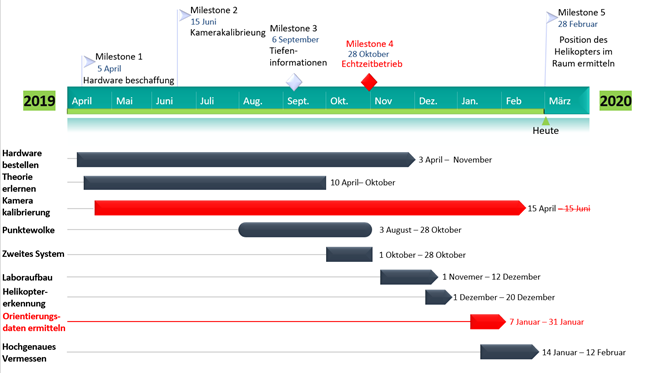 Milestone 1
5 April
Hardware beschaffung
Milestone 2
15 Juni
Kamerakalibrieung
Milestone 3
6 September
Tiefen-
informationen
Milestone 4
28 Oktober
Echtzeitbetrieb
Milestone 5
28 Februar
Position des
Helikopters im
Raum ermitteln
2019
April Mai Juni Juli Aug. Sept. Okt. Nov Dez. Jan. Feb März
2020
Heute
Hardware
bestellen
3 April – November
Theorie
erlernen
10 April– Oktober
Kamera
kalibrierung
15 April – 15 Juni
Punktewolke
3 August – 28 Oktober
Zweites System
1 Oktober – 28 Oktober
Laboraufbau
1 Novemer – 12 Dezember
Helikopter-
erkennung
1 Dezember – 20 Dezember
Orientierungs-
daten ermitteln
7 Januar – 31 Januar
Hochgenaues
Vermessen
14 Januar – 12 Februar